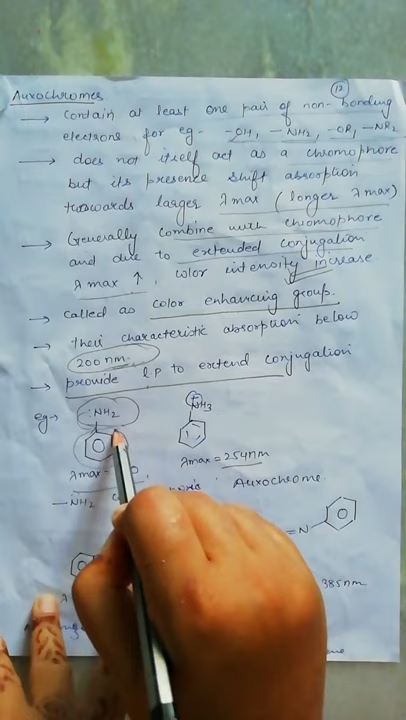 12
Auxochromes
→ Contain at least one pair of non-bonding
electrons for eg- -OH, -NH2, -OR, -NR2
→ does not itself act as a chromophore
but its presence shift absorption
towards larger λmax (longer λmax)
→ Generally combine with chromophore
and due to extended conjugation
λmax ↑, color intensity increase
→ Called as color enhancing group.
→ Their characteristic absorption below
200 nm.
→ provide l.p to extend conjugation
eg→ :NH2 +NH3
λmax = λmax = 254nm
-NH2 Auxochrome.
=N-
385nm